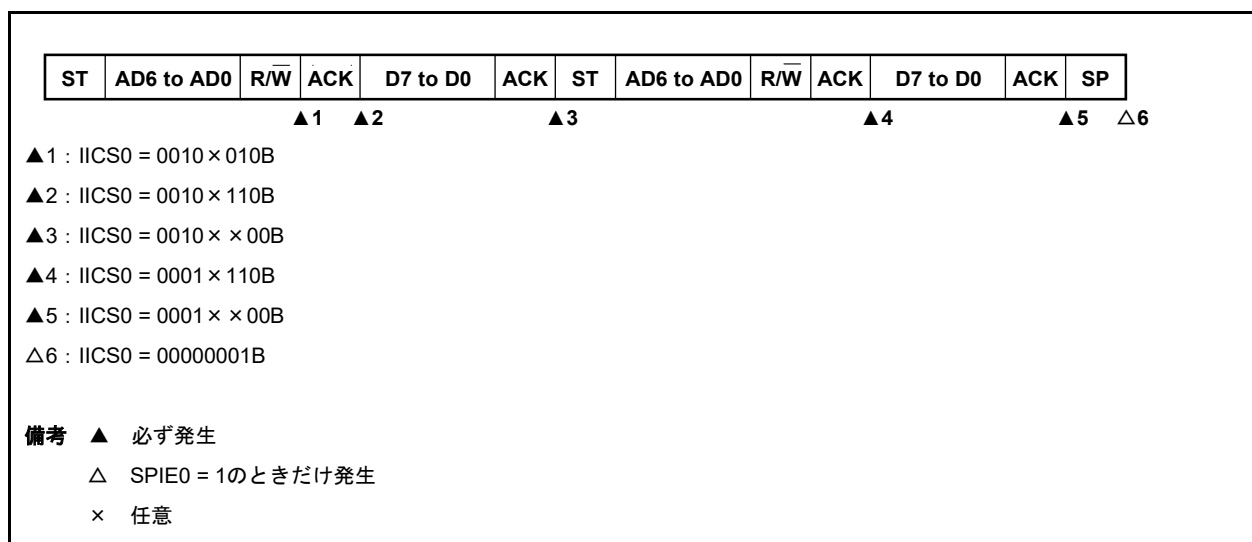 ST AD6 to AD0 R/W̅ ACK D7 to D0 ACK ST AD6 to AD0 R/W̅ ACK D7 to D0 ACK SP
▲1 ▲2 ▲3 ▲4 ▲5 △6
▲1：IICS0 = 0010×010B
▲2：IICS0 = 0010×110B
▲3：IICS0 = 0010××00B
▲4：IICS0 = 0001×110B
▲5：IICS0 = 0001××00B
△6：IICS0 = 00000001B
備考 ▲ 必ず発生
△ SPIE0 = 1のときだけ発生
× 任意